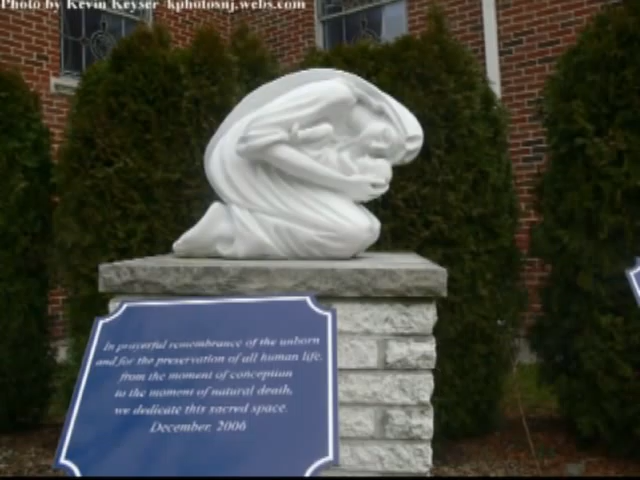 Photo by Kevin Keyser kphotosnj.webs.com
In prayerful remembrance of the unborn
and for the preservation of all human life,
from the moment of conception
to the moment of natural death,
we dedicate this sacred space.
December, 2006